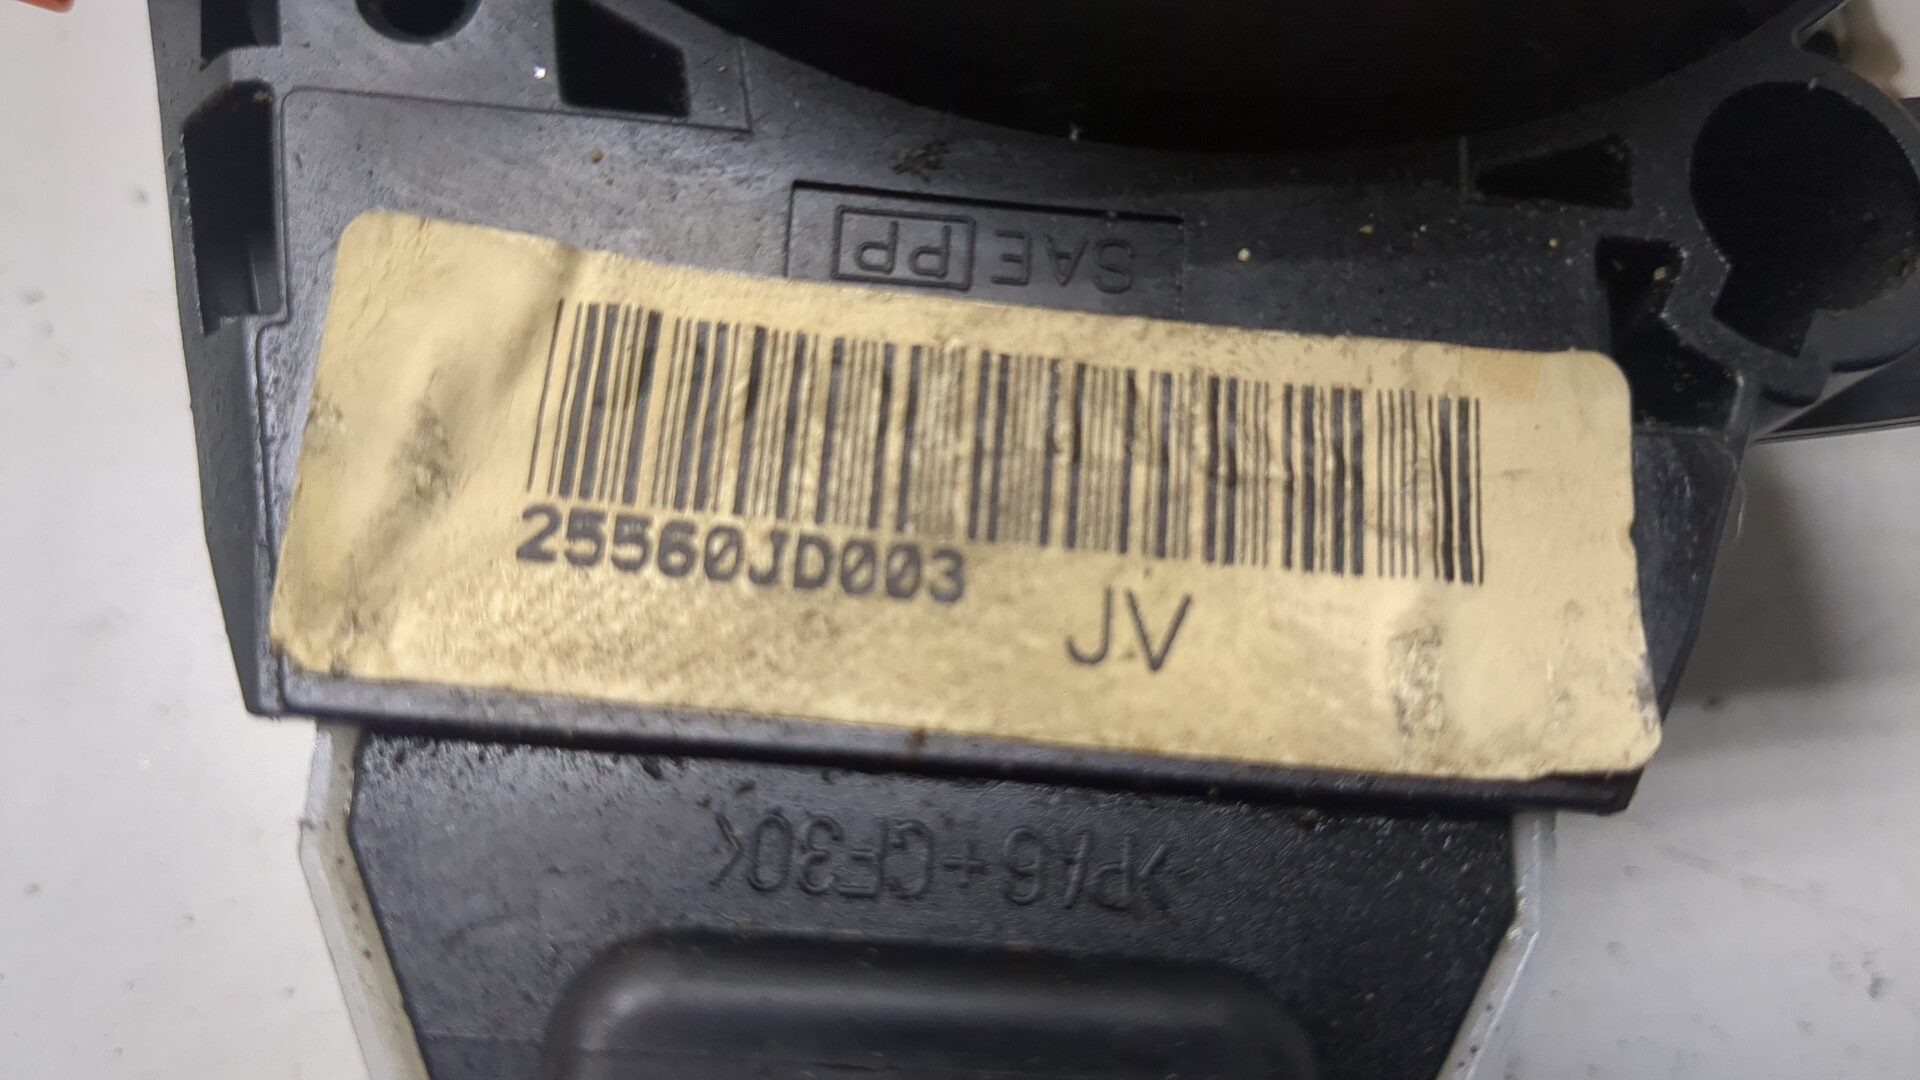 SAE PP
25560JD003
JV
>PA6+GF30<